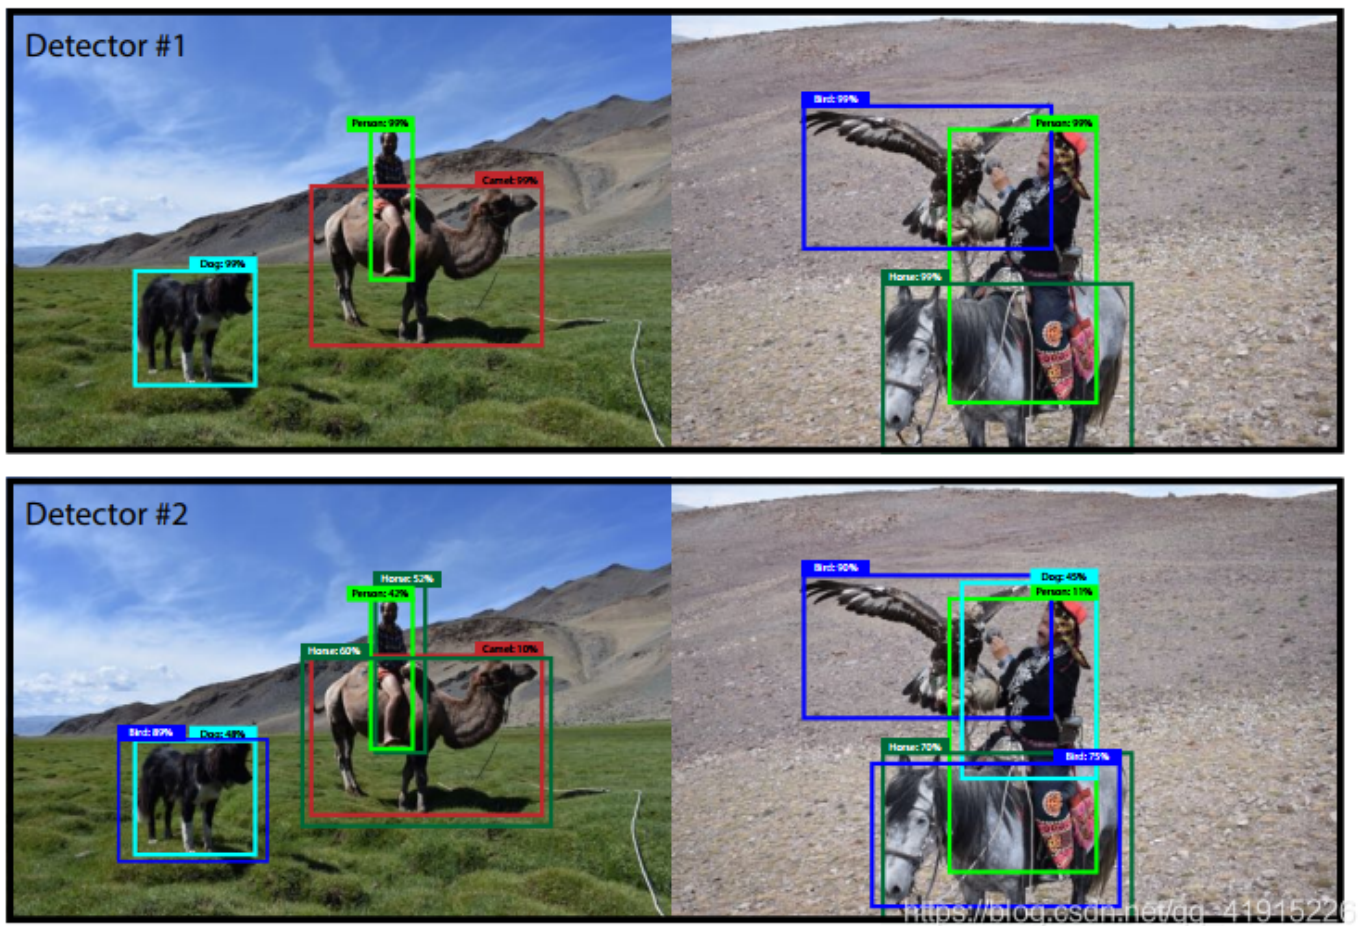 Detector #1
Bird: 99%
Person: 99%
Person: 99%
Camel: 99%
Dog: 99%
Horse: 99%
Detector #2
Bird: 90%
Horse: 52%
Dog: 45%
Person: 42%
Person: 11%
Horse: 60%
Camel: 10%
Bird: 89%
Dog: 48%
Horse: 70%
Bird: 75%
https://blog.csdn.net/qq_41915226